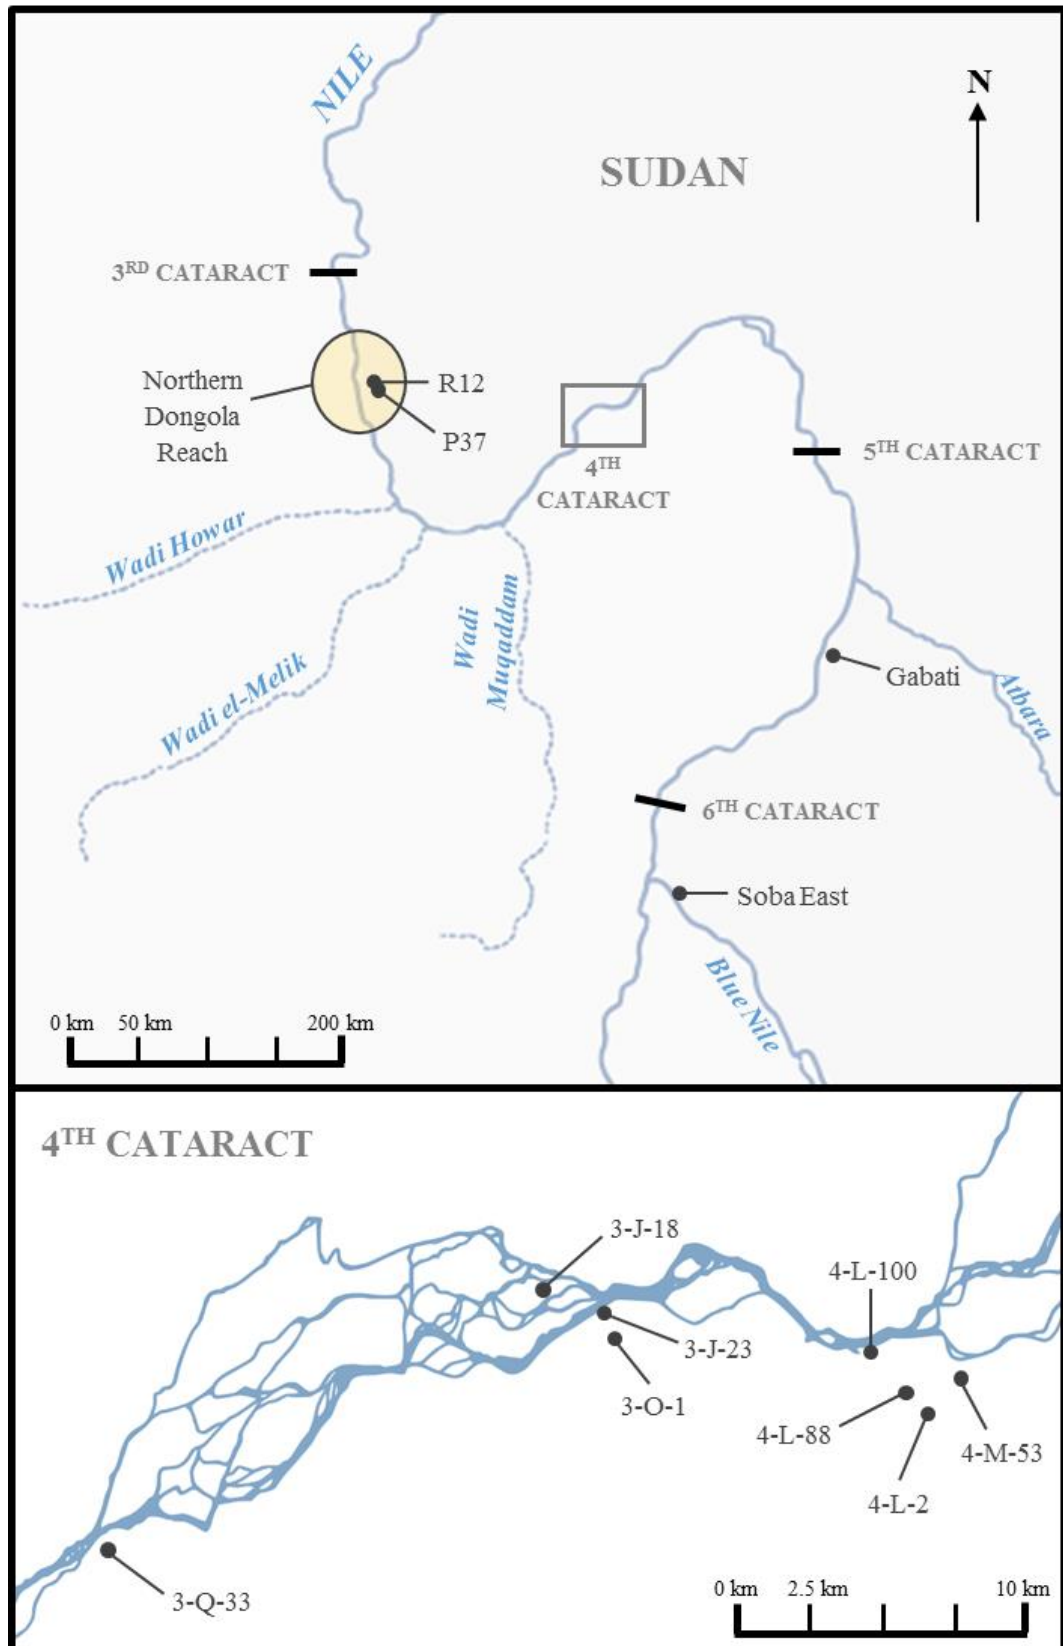 NILE
N
SUDAN
3RD CATARACT
Northern
Dongola
Reach
R12
P37
4TH
CATARACT
5TH CATARACT
Wadi Howar
Wadi el-Melik
Wadi
Muqaddam
Gabati
Atbara
6TH CATARACT
Soba East
Blue Nile
0 km 50 km 200 km
4TH CATARACT
3-J-18
4-L-100
3-J-23
3-O-1
4-L-88
4-M-53
4-L-2
3-Q-33
0 km 2.5 km 10 km